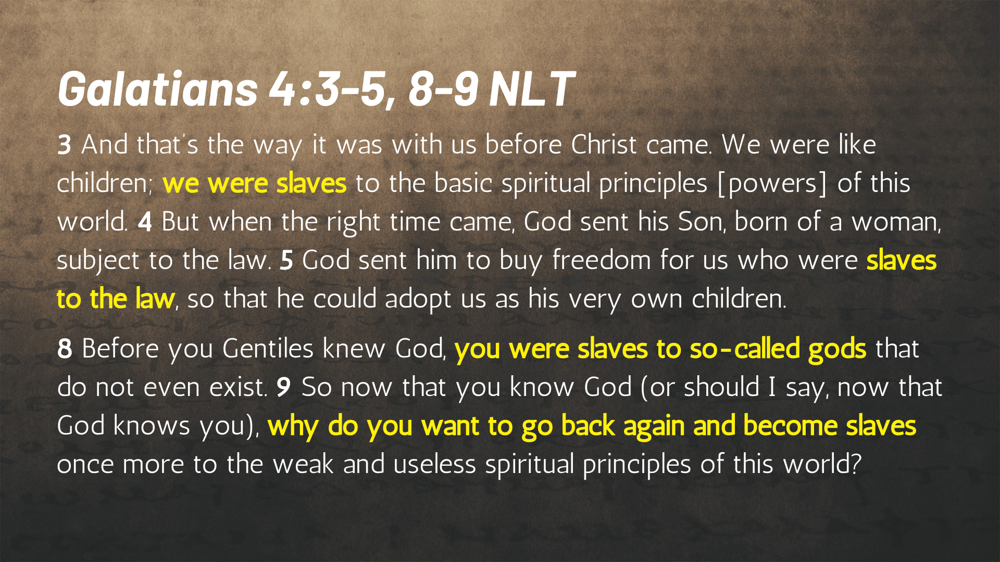 Galatians 4:3-5, 8-9 NLT
3 And that's the way it was with us before Christ came. We were like
children; we were slaves to the basic spiritual principles [powers] of this
world. 4 But when the right time came, God sent his Son, born of a woman,
subject to the law. 5 God sent him to buy freedom for us who were slaves
to the law, so that he could adopt us as his very own children.
8 Before you Gentiles knew God, you were slaves to so-called gods that
do not even exist. 9 So now that you know God (or should I say, now that
God knows you), why do you want to go back again and become slaves
once more to the weak and useless spiritual principles of this world?